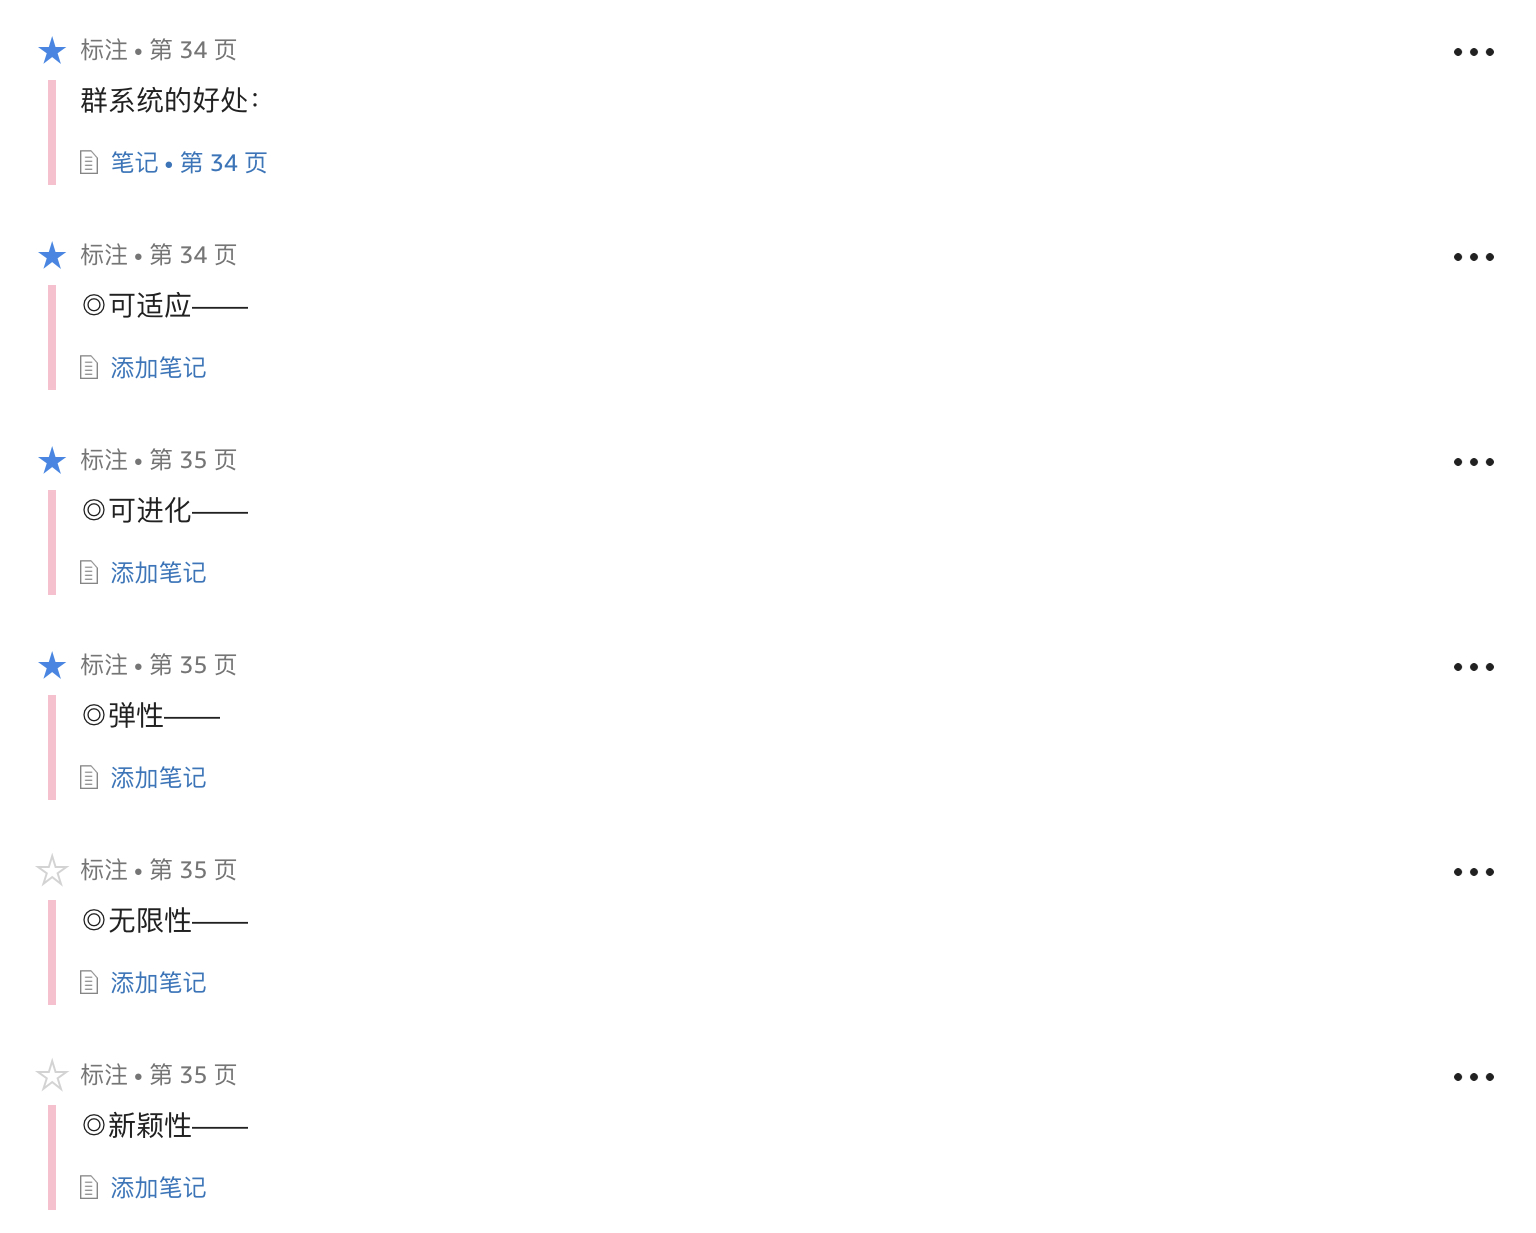 标注 • 第 34 页
群系统的好处：
笔记 • 第 34 页
标注 • 第 34 页
◎可适应——
添加笔记
标注 • 第 35 页
◎可进化——
添加笔记
标注 • 第 35 页
◎弹性——
添加笔记
标注 • 第 35 页
◎无限性——
添加笔记
标注 • 第 35 页
◎新颖性——
添加笔记